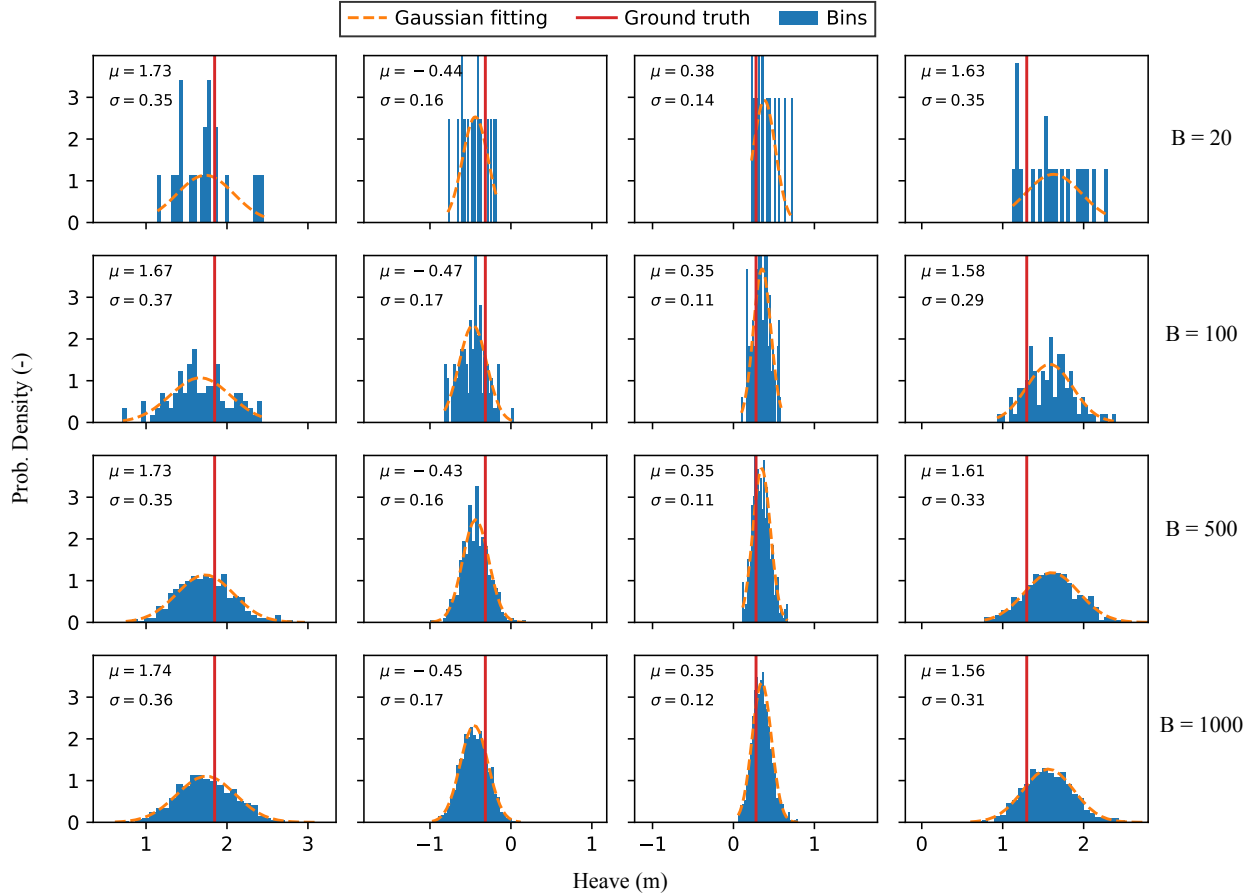 Gaussian fitting Ground truth Bins
μ = 1.73 μ = −0.44 μ = 0.38 μ = 1.63
σ = 0.35 σ = 0.16 σ = 0.14 σ = 0.35
3
2
1
0
B = 20
μ = 1.67 μ = −0.47 μ = 0.35 μ = 1.58
σ = 0.37 σ = 0.17 σ = 0.11 σ = 0.29
3
2
1
0
B = 100
Prob. Density (-)
μ = 1.73 μ = −0.43 μ = 0.35 μ = 1.61
σ = 0.35 σ = 0.16 σ = 0.11 σ = 0.33
3
2
1
0
B = 500
μ = 1.74 μ = −0.45 μ = 0.35 μ = 1.56
σ = 0.36 σ = 0.17 σ = 0.12 σ = 0.31
3
2
1
0
B = 1000
1 2 3 −1 0 1 −1 0 1 0 1 2
Heave (m)